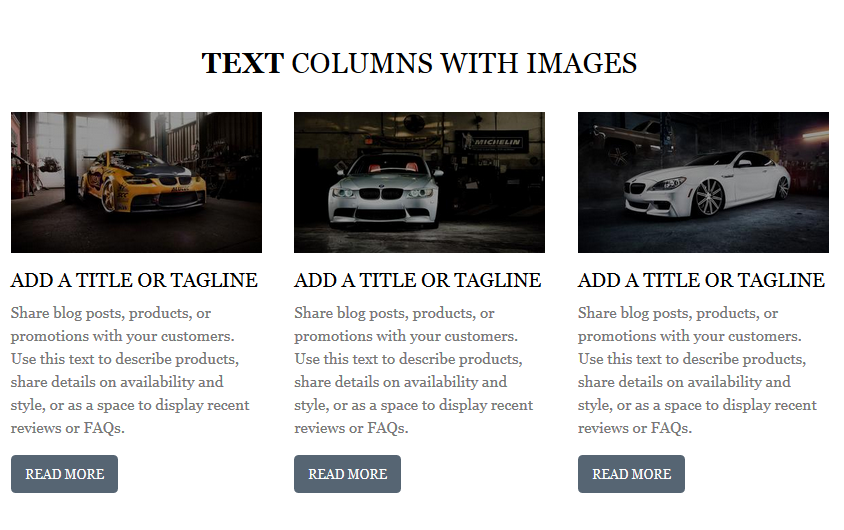 TEXT COLUMNS WITH IMAGES
MICHELIN
ADD A TITLE OR TAGLINE
Share blog posts, products, or
promotions with your customers.
Use this text to describe products,
share details on availability and
style, or as a space to display recent
reviews or FAQs.
READ MORE
ADD A TITLE OR TAGLINE
Share blog posts, products, or
promotions with your customers.
Use this text to describe products,
share details on availability and
style, or as a space to display recent
reviews or FAQs.
READ MORE
ADD A TITLE OR TAGLINE
Share blog posts, products, or
promotions with your customers.
Use this text to describe products,
share details on availability and
style, or as a space to display recent
reviews or FAQs.
READ MORE